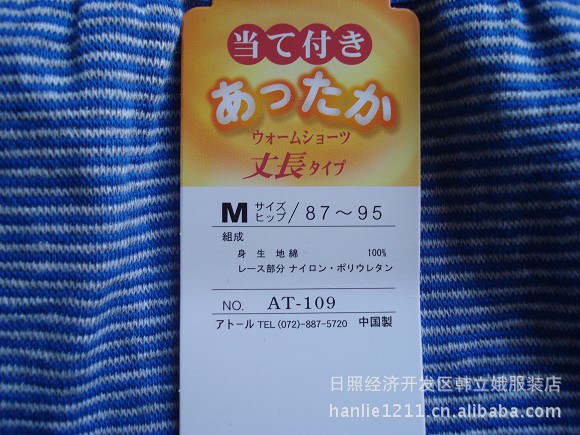 当て付き
あったか
ウォームショーツ
丈長タイプ
M サイズ ヒップ/87～95
組成
身生地 綿 100%
レース部分 ナイロン・ポリウレタン
NO. AT-109
アトール TEL (072)-887-5720 中国製
日照经济开发区韩立娥服装店
hanlie1211.cn.alibaba.com